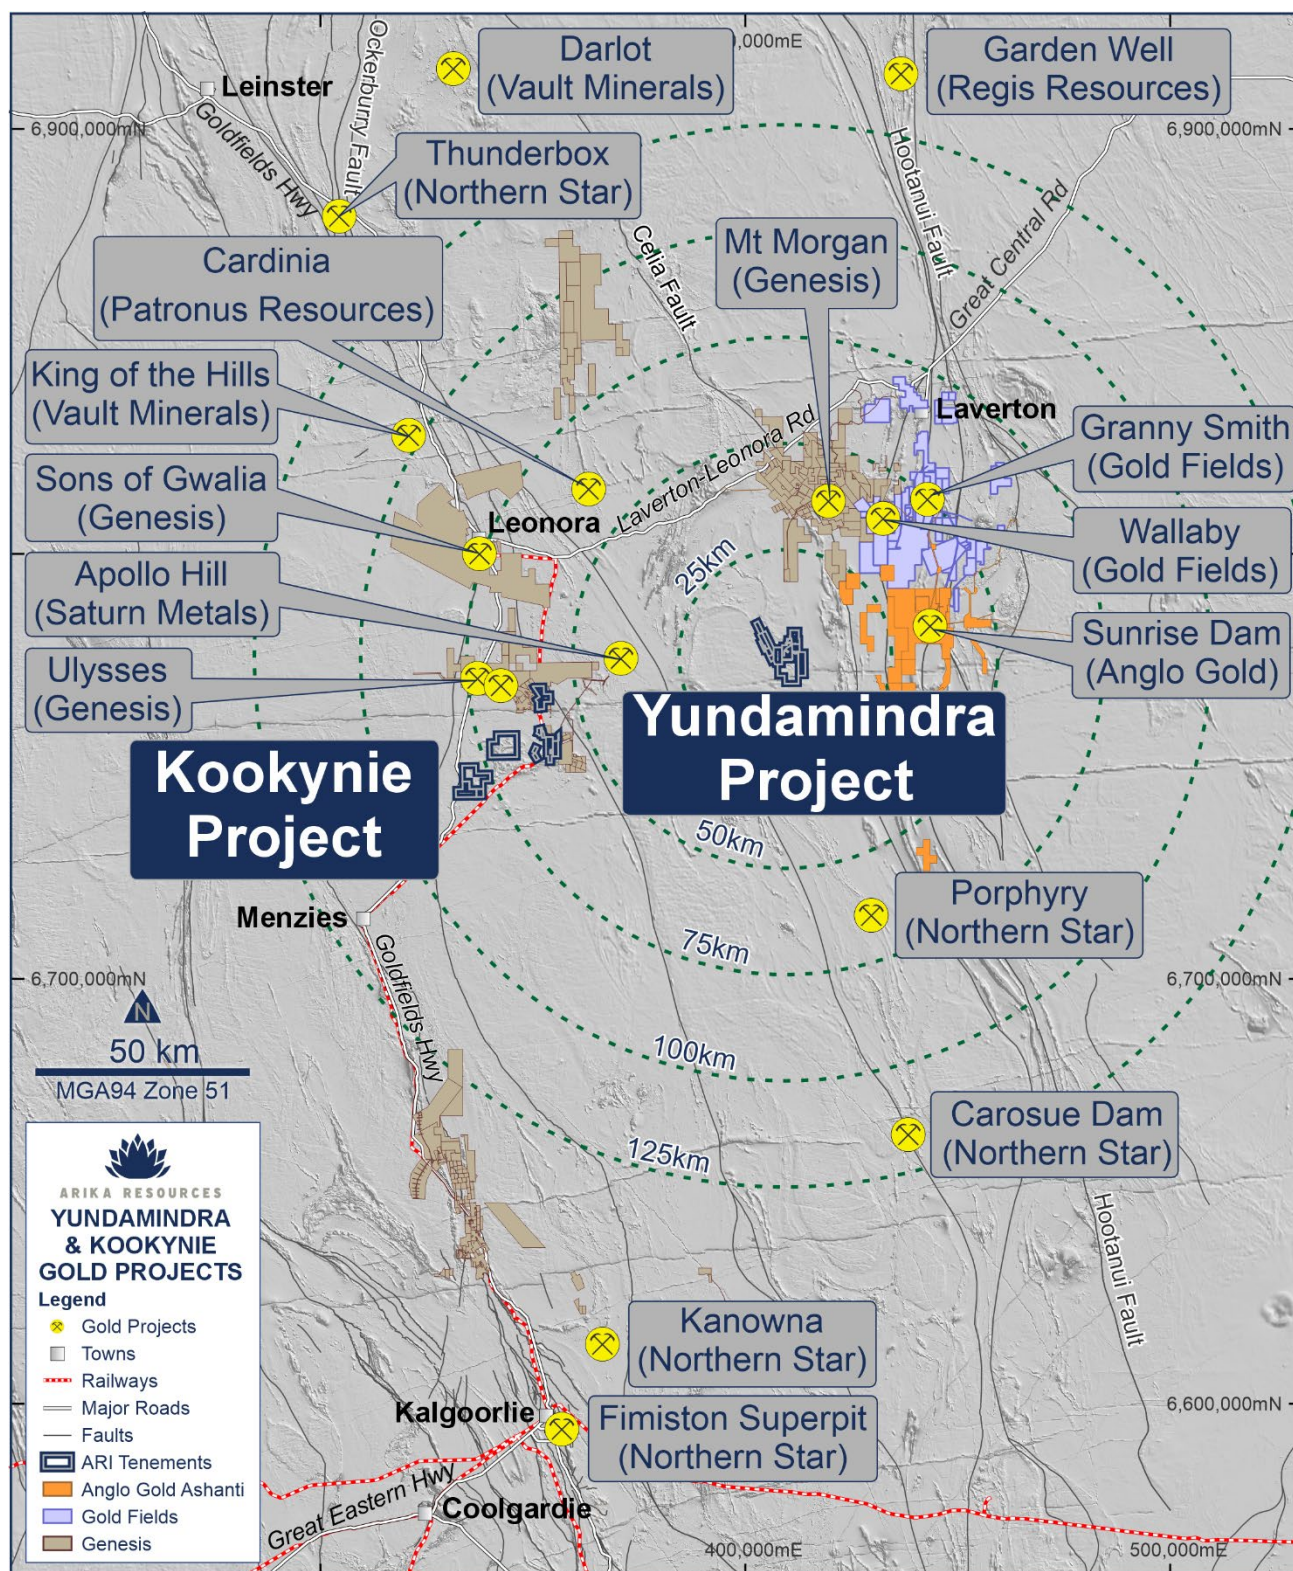 Darlot
(Vault Minerals)
,000mE
Garden Well
(Regis Resources)
Leinster
Ockerburry Fault
Goldfields Hwy
6,900,000mN
6,900,000mN
Hootanui Fault
Thunderbox
(Northern Star)
Great Central Rd
Celia Fault
Mt Morgan
(Genesis)
Cardinia
(Patronus Resources)
King of the Hills
(Vault Minerals)
Laverton
Laverton-Leonora Rd
Granny Smith
(Gold Fields)
Sons of Gwalia
(Genesis)
Leonora
Wallaby
(Gold Fields)
25km
Apollo Hill
(Saturn Metals)
Sunrise Dam
(Anglo Gold)
Ulysses
(Genesis)
Yundamindra
Project
Kookynie
Project
50km
Porphyry
(Northern Star)
Menzies
75km
Goldfields Hwy
6,700,000mN
6,700,000mN
N
50 km
MGA94 Zone 51
100km
Carosue Dam
(Northern Star)
125km
Hootanui Fault
ARIKA RESOURCES
YUNDAMINDRA
& KOOKYNIE
GOLD PROJECTS
Legend
Gold Projects
Towns
Railways
Major Roads
Faults
ARI Tenements
Anglo Gold Ashanti
Gold Fields
Genesis
Kanowna
(Northern Star)
Kalgoorlie
Fimiston Superpit
(Northern Star)
6,600,000mN
Great Eastern Hwy
Coolgardie
400,000mE
500,000mE